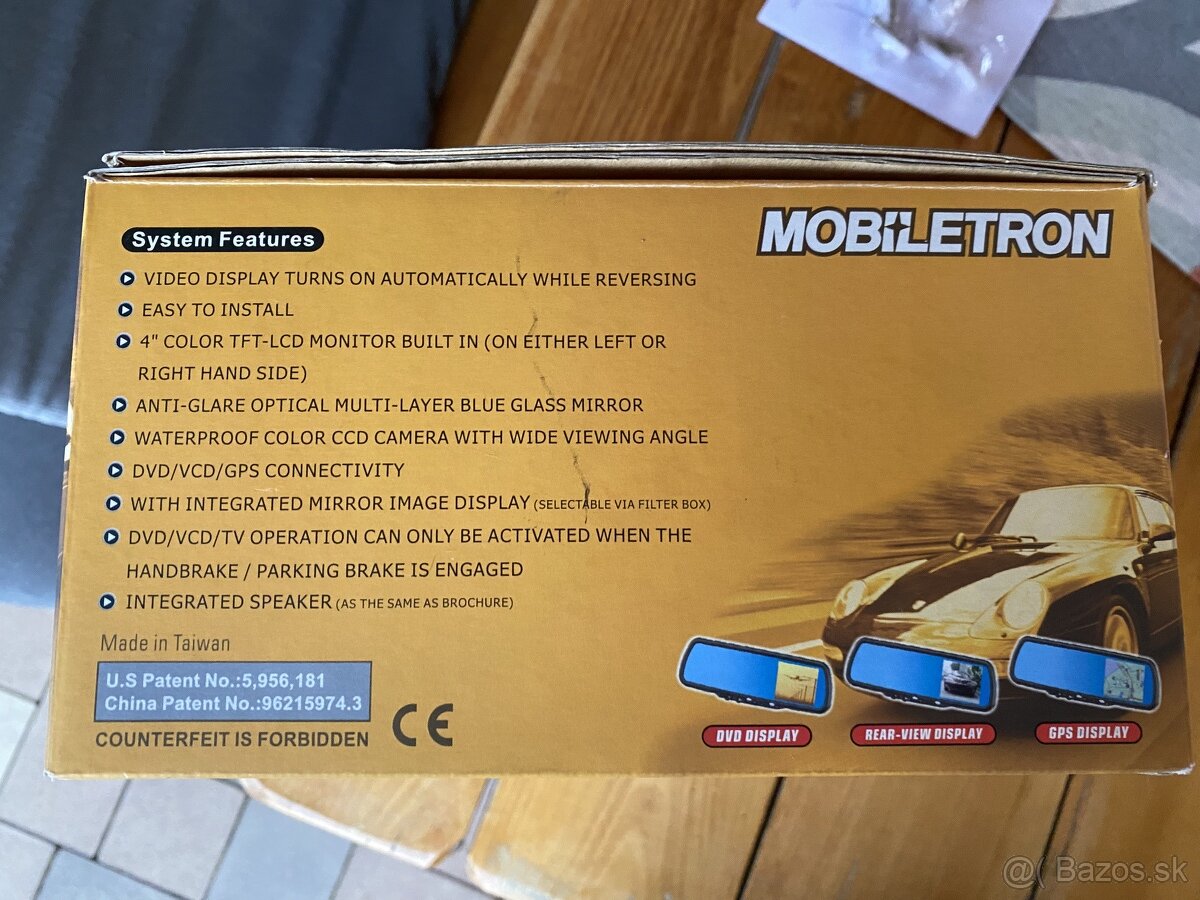 MOBILETRON
System Features
VIDEO DISPLAY TURNS ON AUTOMATICALLY WHILE REVERSING
EASY TO INSTALL
4" COLOR TFT-LCD MONITOR BUILT IN (ON EITHER LEFT OR
RIGHT HAND SIDE)
ANTI-GLARE OPTICAL MULTI-LAYER BLUE GLASS MIRROR
WATERPROOF COLOR CCD CAMERA WITH WIDE VIEWING ANGLE
DVD/VCD/GPS CONNECTIVITY
WITH INTEGRATED MIRROR IMAGE DISPLAY (SELECTABLE VIA FILTER BOX)
DVD/VCD/TV OPERATION CAN ONLY BE ACTIVATED WHEN THE
HANDBRAKE / PARKING BRAKE IS ENGAGED
INTEGRATED SPEAKER (AS THE SAME AS BROCHURE)
Made in Taiwan
U.S Patent No.:5,956,181
China Patent No.:96215974.3
COUNTERFEIT IS FORBIDDEN
CE
DVD DISPLAY
REAR-VIEW DISPLAY
GPS DISPLAY
@( Bazos.sk